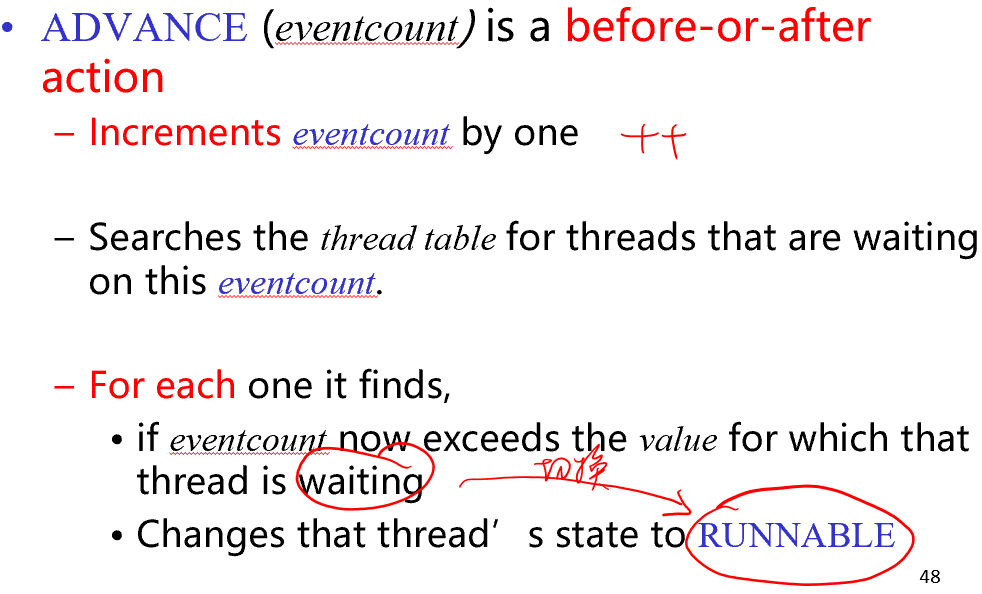 • ADVANCE (eventcount) is a before-or-after
action
– Increments eventcount by one ++
– Searches the thread table for threads that are waiting
on this eventcount.
– For each one it finds,
• if eventcount now exceeds the value for which that
thread is waiting
切换
• Changes that thread’s state to RUNNABLE
48